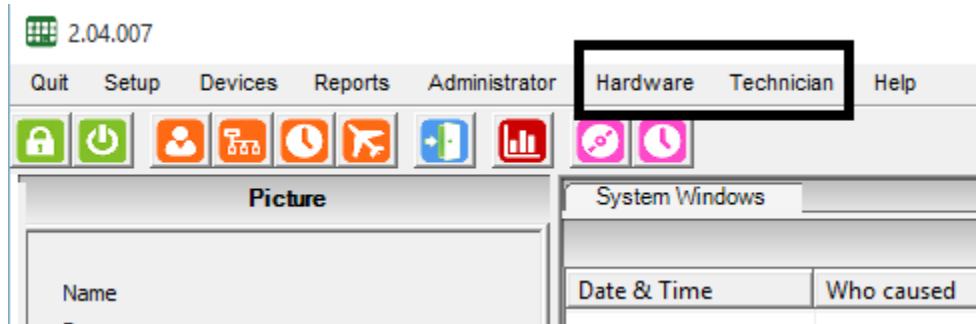 2.04.007
Quit Setup Devices Reports Administrator Hardware Technician Help
Picture
System Windows
Name
Date & Time Who caused